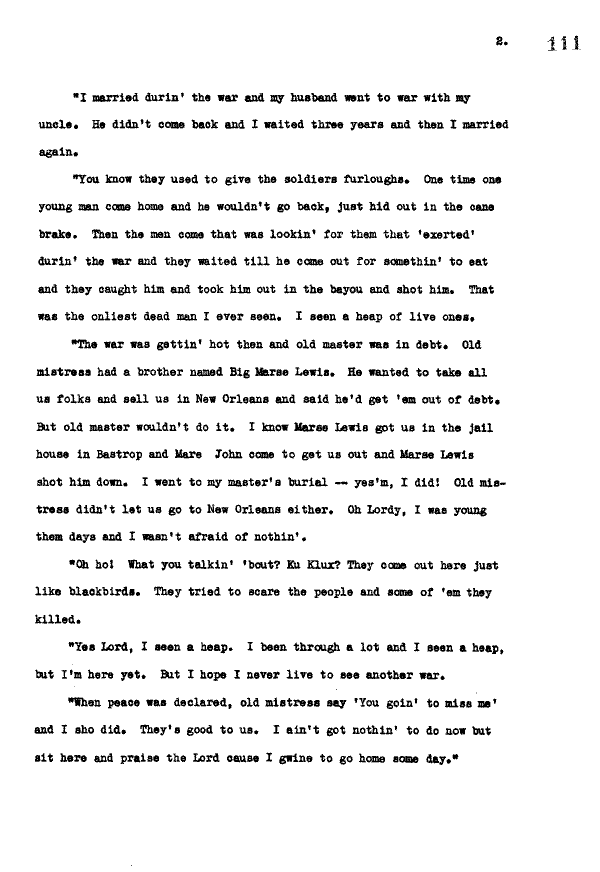 2. 111
"I married durin' the war and my husband went to war with my
uncle. He didn't come back and I waited three years and then I married
again.
"You know they used to give the soldiers furloughs. One time one
young man come home and he wouldn't go back, just hid out in the cane
brake. Then the men come that was lookin' for them that 'exerted'
durin' the war and they waited till he come out for somethin' to eat
and they caught him and took him out in the bayou and shot him. That
was the onliest dead man I ever seen. I seen a heap of live ones.
"The war was gettin' hot then and old master was in debt. Old
mistress had a brother named Big Marse Lewis. He wanted to take all
us folks and sell us in New Orleans and said he'd get 'em out of debt.
But old master wouldn't do it. I know Marse Lewis got us in the jail
house in Bastrop and Mare John come to get us out and Marse Lewis
shot him down. I went to my master's burial -- yes'm, I did! Old mis-
tress didn't let us go to New Orleans either. Oh Lordy, I was young
them days and I wasn't afraid of nothin'.
"Oh ho! What you talkin' 'bout? Ku Klux? They come out here just
like blackbirds. They tried to scare the people and some of 'em they
killed.
"Yes Lord, I seen a heap. I been through a lot and I seen a heap,
but I'm here yet. But I hope I never live to see another war.
"When peace was declared, old mistress say 'You goin' to miss me'
and I sho did. They's good to us. I ain't got nothin' to do now but
sit here and praise the Lord cause I gwine to go home some day."